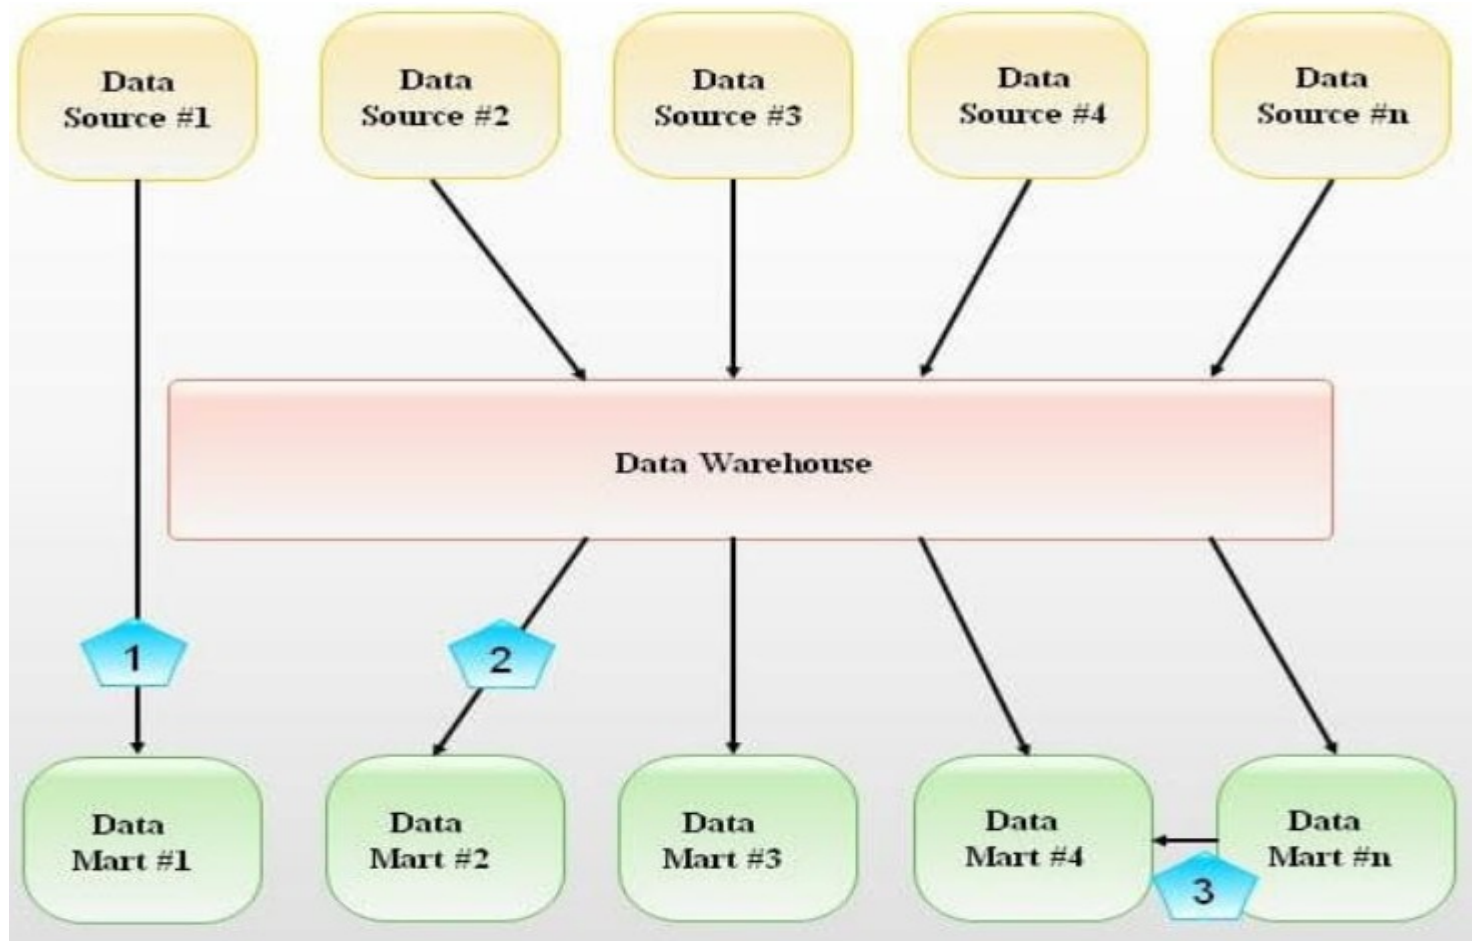 Data
Source #1
Data
Source #2
Data
Source #3
Data
Source #4
Data
Source #n
Data Warehouse
1
2
Data
Mart #1
Data
Mart #2
Data
Mart #3
Data
Mart #4
Data
Mart #n
3